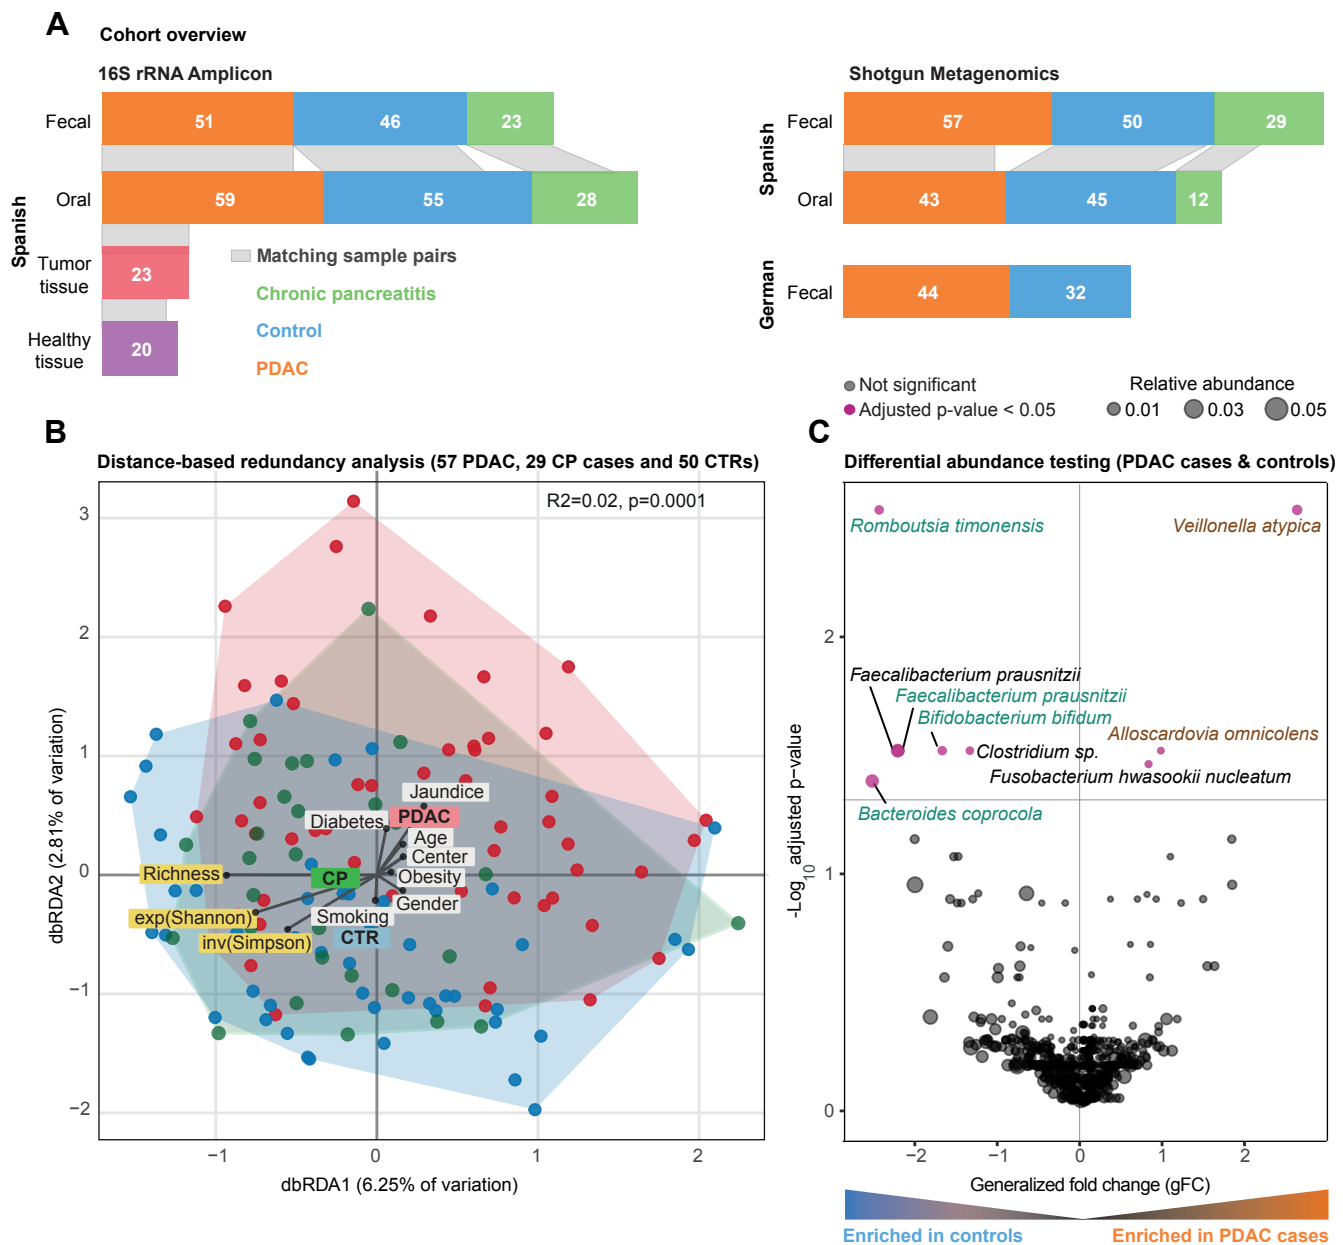 A
Cohort overview
16S rRNA Amplicon
Fecal
51
46
23
Oral
59
55
28
Spanish
Tumor
tissue
23
Healthy
tissue
20
Matching sample pairs
Chronic pancreatitis
Control
PDAC
Shotgun Metagenomics
Spanish
Fecal
57
50
29
Oral
43
45
12
German
Fecal
44
32
Not significant
Adjusted p-value < 0.05
Relative abundance
0.01
0.03
0.05
B
Distance-based redundancy analysis (57 PDAC, 29 CP cases and 50 CTRs)
R2=0.02, p=0.0001
dbRDA2 (2.81% of variation)
3
2
1
0
−1
−2
Jaundice
Diabetes
PDAC
Age
Center
Richness
CP
Obesity
Gender
exp(Shannon)
Smoking
inv(Simpson)
CTR
−1
0
1
2
dbRDA1 (6.25% of variation)
C
Differential abundance testing (PDAC cases & controls)
-Log10 adjusted p−value
2
1
0
Romboutsia timonensis
Veillonella atypica
Faecalibacterium prausnitzii
Faecalibacterium prausnitzii
Bifidobacterium bifidum
Alloscardovia omnicolens
Clostridium sp.
Fusobacterium hwasookii nucleatum
Bacteroides coprocola
−2
−1
0
1
2
Generalized fold change (gFC)
Enriched in controls
Enriched in PDAC cases